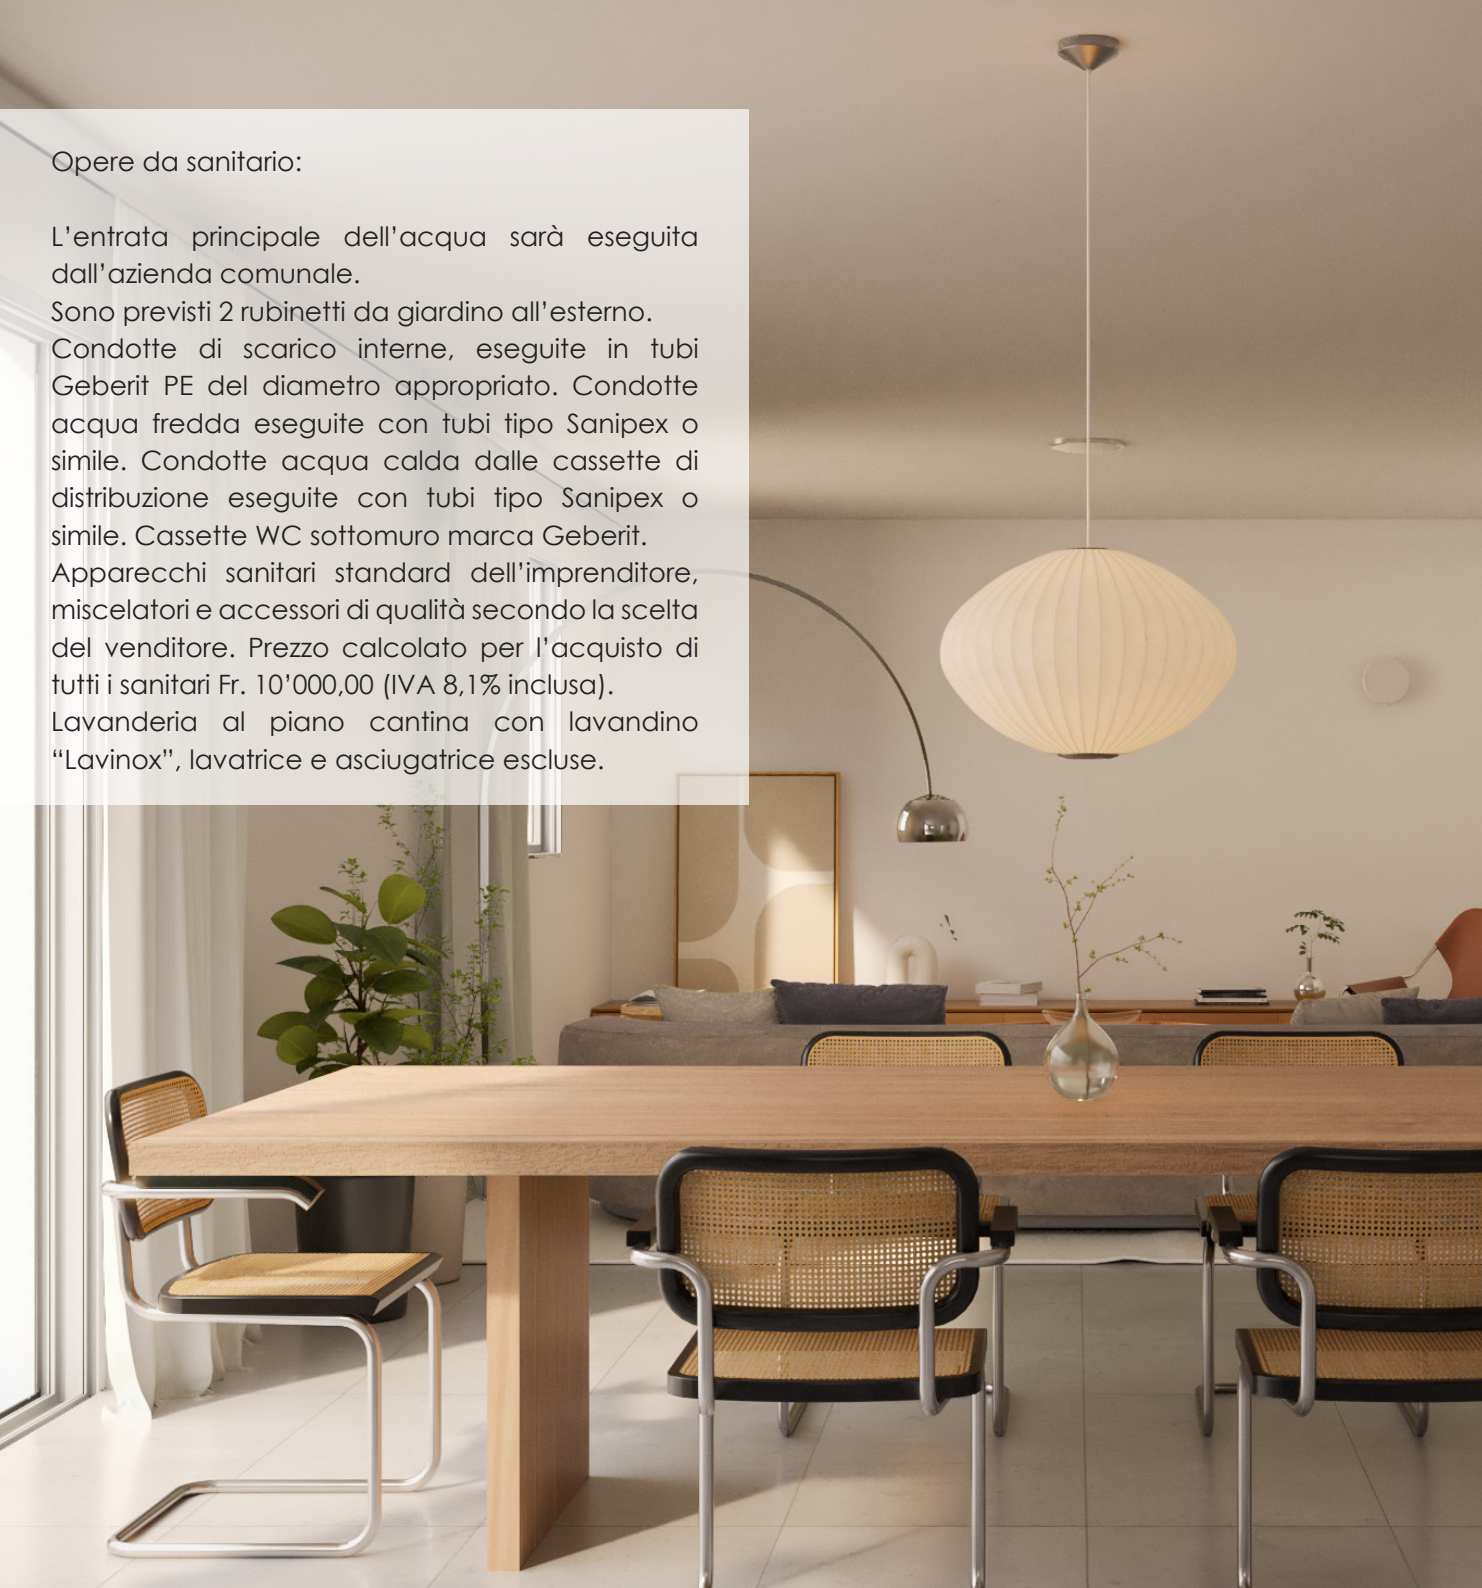 Opere da sanitario:
L’entrata principale dell’acqua sarà eseguita
dall’azienda comunale.
Sono previsti 2 rubinetti da giardino all’esterno.
Condotte di scarico interne, eseguite in tubi
Geberit PE del diametro appropriato. Condotte
acqua fredda eseguite con tubi tipo Sanipex o
simile. Condotte acqua calda dalle cassette di
distribuzione eseguite con tubi tipo Sanipex o
simile. Cassette WC sottomuro marca Geberit.
Apparecchi sanitari standard dell’imprenditore,
miscelatori e accessori di qualità secondo la scelta
del venditore. Prezzo calcolato per l’acquisto di
tutti i sanitari Fr. 10’000,00 (IVA 8,1% inclusa).
Lavanderia al piano cantina con lavandino
“Lavinox”, lavatrice e asciugatrice escluse.